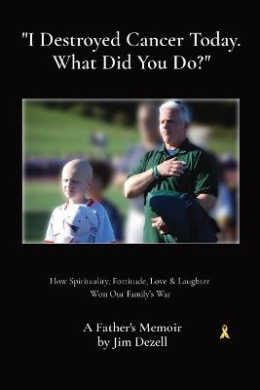 "I Destroyed Cancer Today.
What Did You Do?"
How Spirituality, Fortitude, Love & Laughter
Won Our Family's War
A Father's Memoir
by Jim Dezell